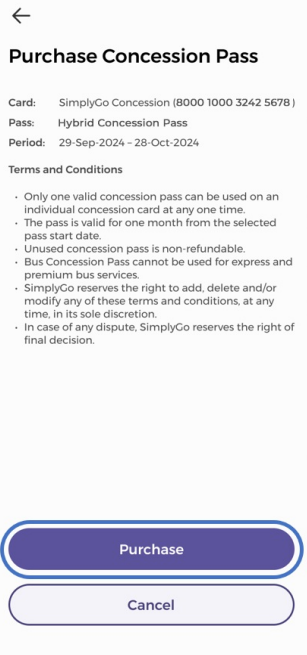 Purchase Concession Pass
Card: SimplyGo Concession (8000 1000 3242 5678)
Pass: Hybrid Concession Pass
Period: 29-Sep-2024 – 28-Oct-2024
Terms and Conditions
• Only one valid concession pass can be used on an
individual concession card at any one time.
• The pass is valid for one month from the selected
pass start date.
• Unused concession pass is non-refundable.
• Bus Concession Pass cannot be used for express and
premium bus services.
• SimplyGo reserves the right to add, delete and/or
modify any of these terms and conditions, at any
time, in its sole discretion.
• In case of any dispute, SimplyGo reserves the right of
final decision.
Purchase
Cancel